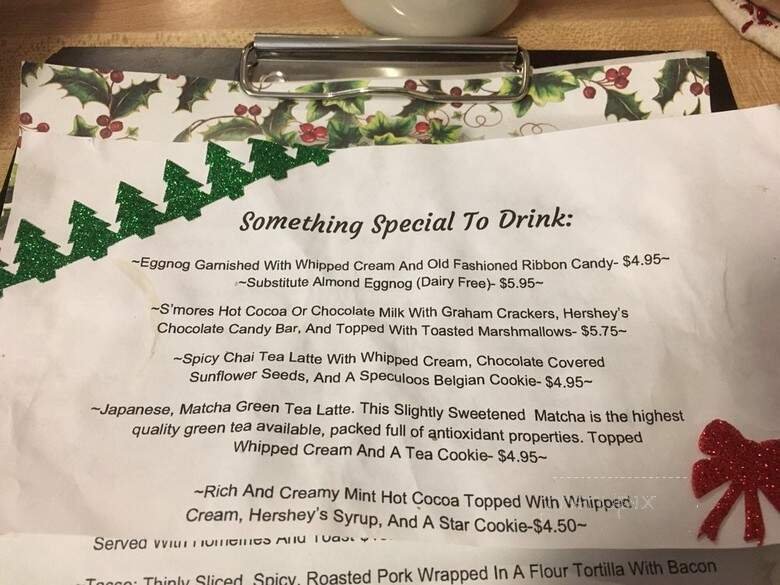 Something Special To Drink:
~Eggnog Garnished With Whipped Cream And Old Fashioned Ribbon Candy- $4.95~
~Substitute Almond Eggnog (Dairy Free)- $5.95~
~S'mores Hot Cocoa Or Chocolate Milk With Graham Crackers, Hershey's
Chocolate Candy Bar, And Topped With Toasted Marshmallows- $5.75~
~Spicy Chai Tea Latte With Whipped Cream, Chocolate Covered
Sunflower Seeds, And A Speculoos Belgian Cookie- $4.95~
~Japanese, Matcha Green Tea Latte. This Slightly Sweetened Matcha is the highest
quality green tea available, packed full of antioxidant properties. Topped
Whipped Cream And A Tea Cookie- $4.95~
~Rich And Creamy Mint Hot Cocoa Topped With Whipped
Cream, Hershey's Syrup, And A Star Cookie-$4.50~
Served With Homefries And Toast
Thinly Sliced, Spicy, Roasted Pork Wrapped In A Flour Tortilla With Bacon